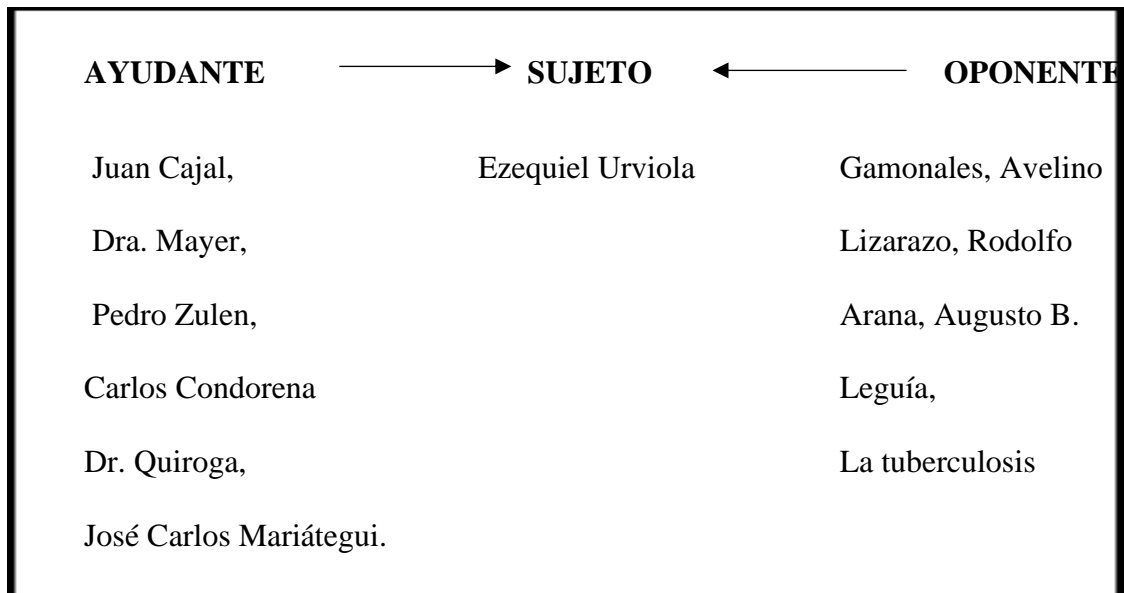 AYUDANTE SUJETO OPONENTE
Juan Cajal, Ezequiel Urviola Gamonales, Avelino
Dra. Mayer, Lizarazo, Rodolfo
Pedro Zulen, Arana, Augusto B.
Carlos Condorena Leguía,
Dr. Quiroga, La tuberculosis
José Carlos Mariátegui.